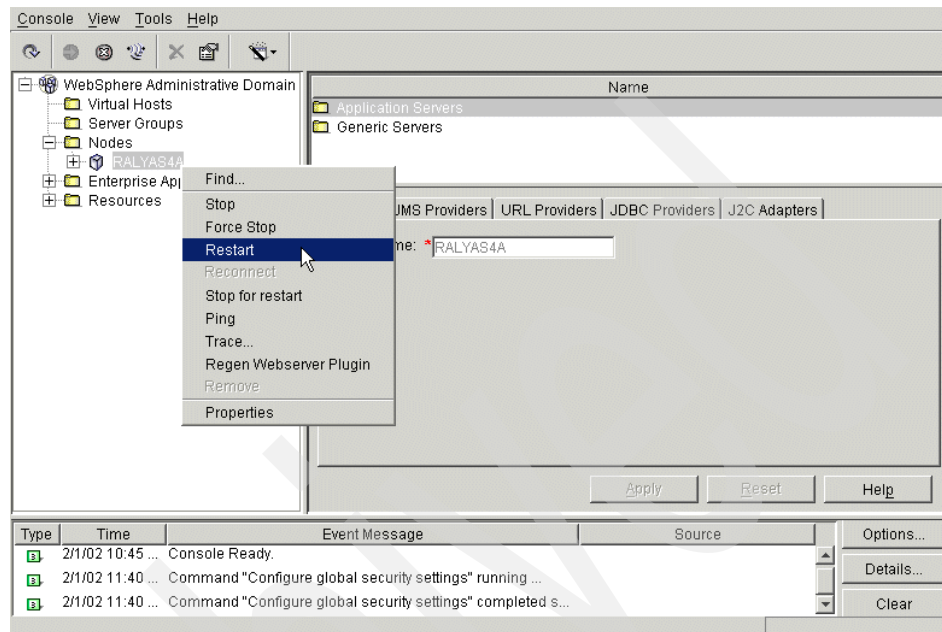 Console View Tools Help
WebSphere Administrative Domain
Virtual Hosts
Server Groups
Nodes
RALYAS4A
Enterprise App
Resources
Name
Application Servers
Generic Servers
Find...
Stop
Force Stop
Restart
Reconnect
Stop for restart
Ping
Trace...
Regen Webserver Plugin
Remove
Properties
JMS Providers URL Providers JDBC Providers J2C Adapters
me: *RALYAS4A
Apply Reset Help
Type Time Event Message Source
2/1/02 10:45 ... Console Ready.
2/1/02 11:40 ... Command "Configure global security settings" running ...
2/1/02 11:40 ... Command "Configure global security settings" completed s...
Options...
Details...
Clear